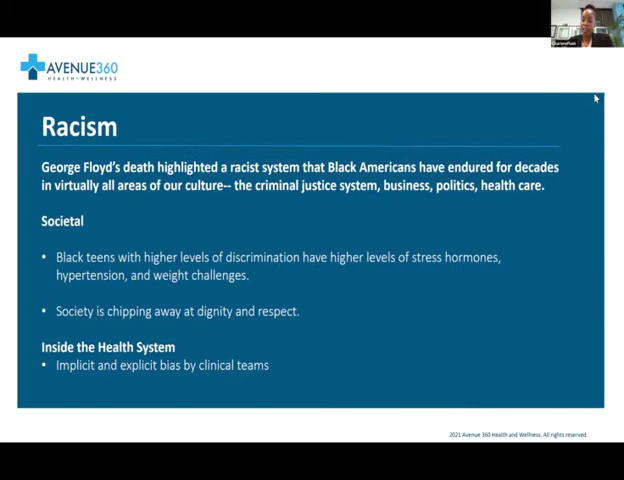 CharleneFlash
AVENUE360
HEALTH+WELLNESS
Racism
George Floyd's death highlighted a racist system that Black Americans have endured for decades
in virtually all areas of our culture-- the criminal justice system, business, politics, health care.
Societal
• Black teens with higher levels of discrimination have higher levels of stress hormones,
hypertension, and weight challenges.
• Society is chipping away at dignity and respect.
Inside the Health System
• Implicit and explicit bias by clinical teams
2021 Avenue 360 Health and Wellness. All rights reserved.